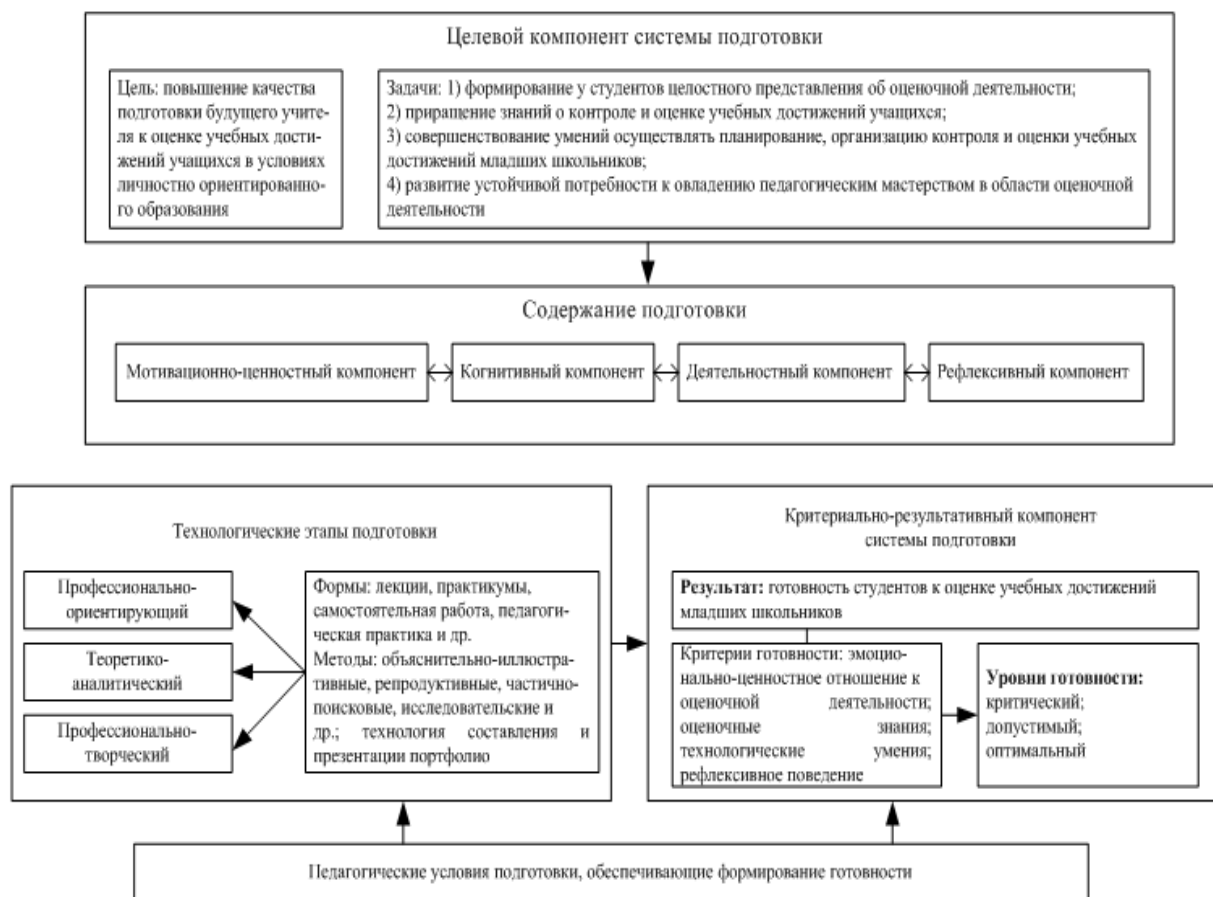 Целевой компонент системы подготовки
Цель: повышение качества
подготовки будущего учите-
ля к оценке учебных дости-
жений учащихся в условиях
личностно ориентированно-
го образования
Задачи: 1) формирование у студентов целостного представления об оценочной деятельности;
2) приращение знаний о контроле и оценке учебных достижений учащихся;
3) совершенствование умений осуществлять планирование, организацию контроля и оценки учебных
достижений младших школьников;
4) развитие устойчивой потребности к овладению педагогическим мастерством в области оценочной
деятельности
Содержание подготовки
Мотивационно-ценностный компонент
Когнитивный компонент
Деятельностный компонент
Рефлексивный компонент
Технологические этапы подготовки
Профессионально-
ориентирующий
Теоретико-
аналитический
Профессионально-
творческий
Формы: лекции, практикумы,
самостоятельная работа, педагоги-
ческая практика и др.
Методы: объяснительно-иллюстра-
тивные, репродуктивные, частично-
поисковые, исследовательские и
др.; технология составления и
презентации портфолио
Критериально-результативный компонент
системы подготовки
Результат: готовность студентов к оценке учебных достижений
младших школьников
Критерии готовности: эмоцио-
нально-ценностное отношение к
оценочной деятельности;
оценочные знания;
технологические умения;
рефлексивное поведение
Уровни готовности:
критический;
допустимый;
оптимальный
Педагогические условия подготовки, обеспечивающие формирование готовности